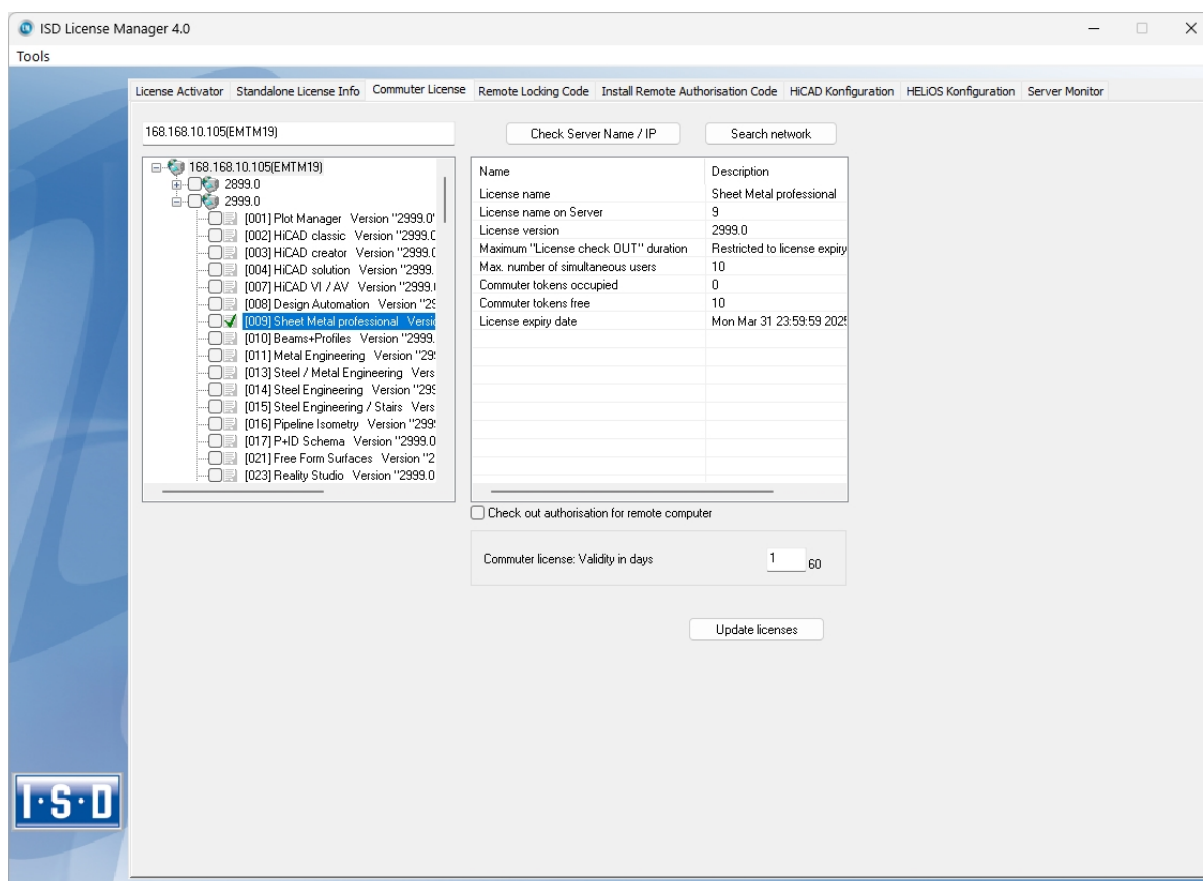 ISD License Manager 4.0
Tools
License Activator Standalone License Info Commuter License Remote Locking Code Install Remote Authorisation Code HiCAD Konfiguration HELiOS Konfiguration Server Monitor
168.168.10.105(EMTM19) Check Server Name / IP Search network
168.168.10.105(EMTM19)
2899.0
2999.0
[001] Plot Manager Version "2999.0"
[002] HiCAD classic Version "2999.0
[003] HiCAD creator Version "2999.0
[004] HiCAD solution Version "2999.
[007] HiCAD VI / AV Version "2999.
[008] Design Automation Version "29
[009] Sheet Metal professional Versio
[010] Beams+Profiles Version "2999.
[011] Metal Engineering Version "29
[013] Steel / Metal Engineering Vers
[014] Steel Engineering Version "299
[015] Steel Engineering / Stairs Vers
[016] Pipeline Isometry Version "299
[017] P+ID Schema Version "2999.0
[021] Free Form Surfaces Version "2
[023] Reality Studio Version "2999.0
Name Description
License name Sheet Metal professional
License name on Server 9
License version 2999.0
Maximum "License check OUT" duration Restricted to license expiry
Max. number of simultaneous users 10
Commuter tokens occupied 0
Commuter tokens free 10
License expiry date Mon Mar 31 23:59:59 2025
Check out authorisation for remote computer
Commuter license: Validity in days 1 60
Update licenses
I·S·D